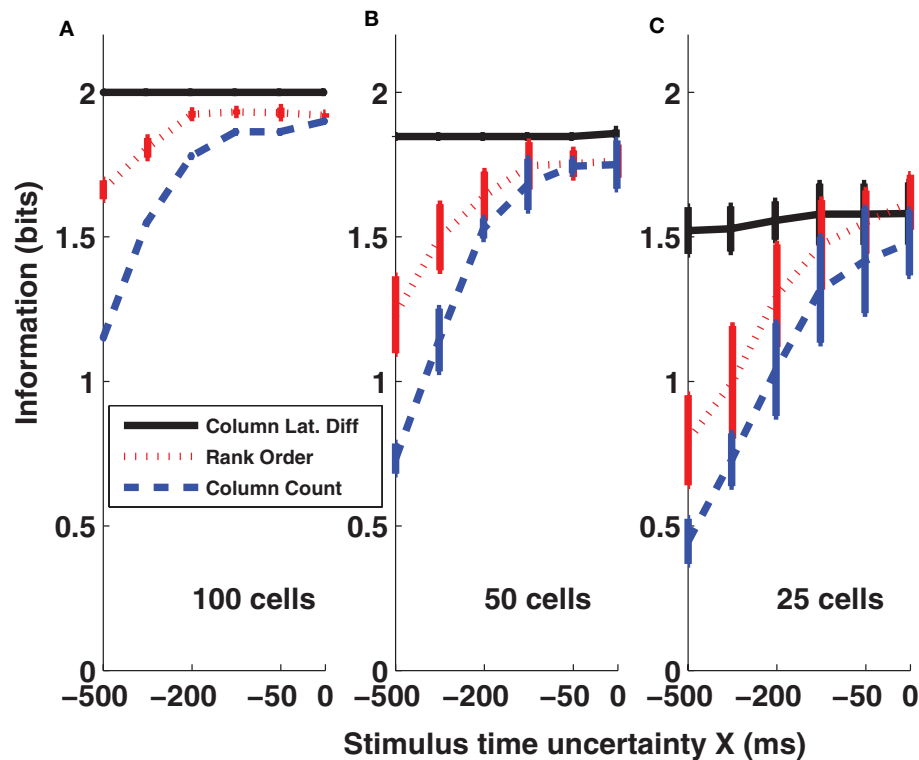 A
B
C
2
1.5
1
0.5
0
2
1.5
1
0.5
0
2
1.5
1
0.5
0
Information (bits)
Column Lat. Diff
Rank Order
Column Count
100 cells
50 cells
25 cells
−500 −200 −50 0
−500 −200 −50 0
−500 −200 −50 0
Stimulus time uncertainty X (ms)